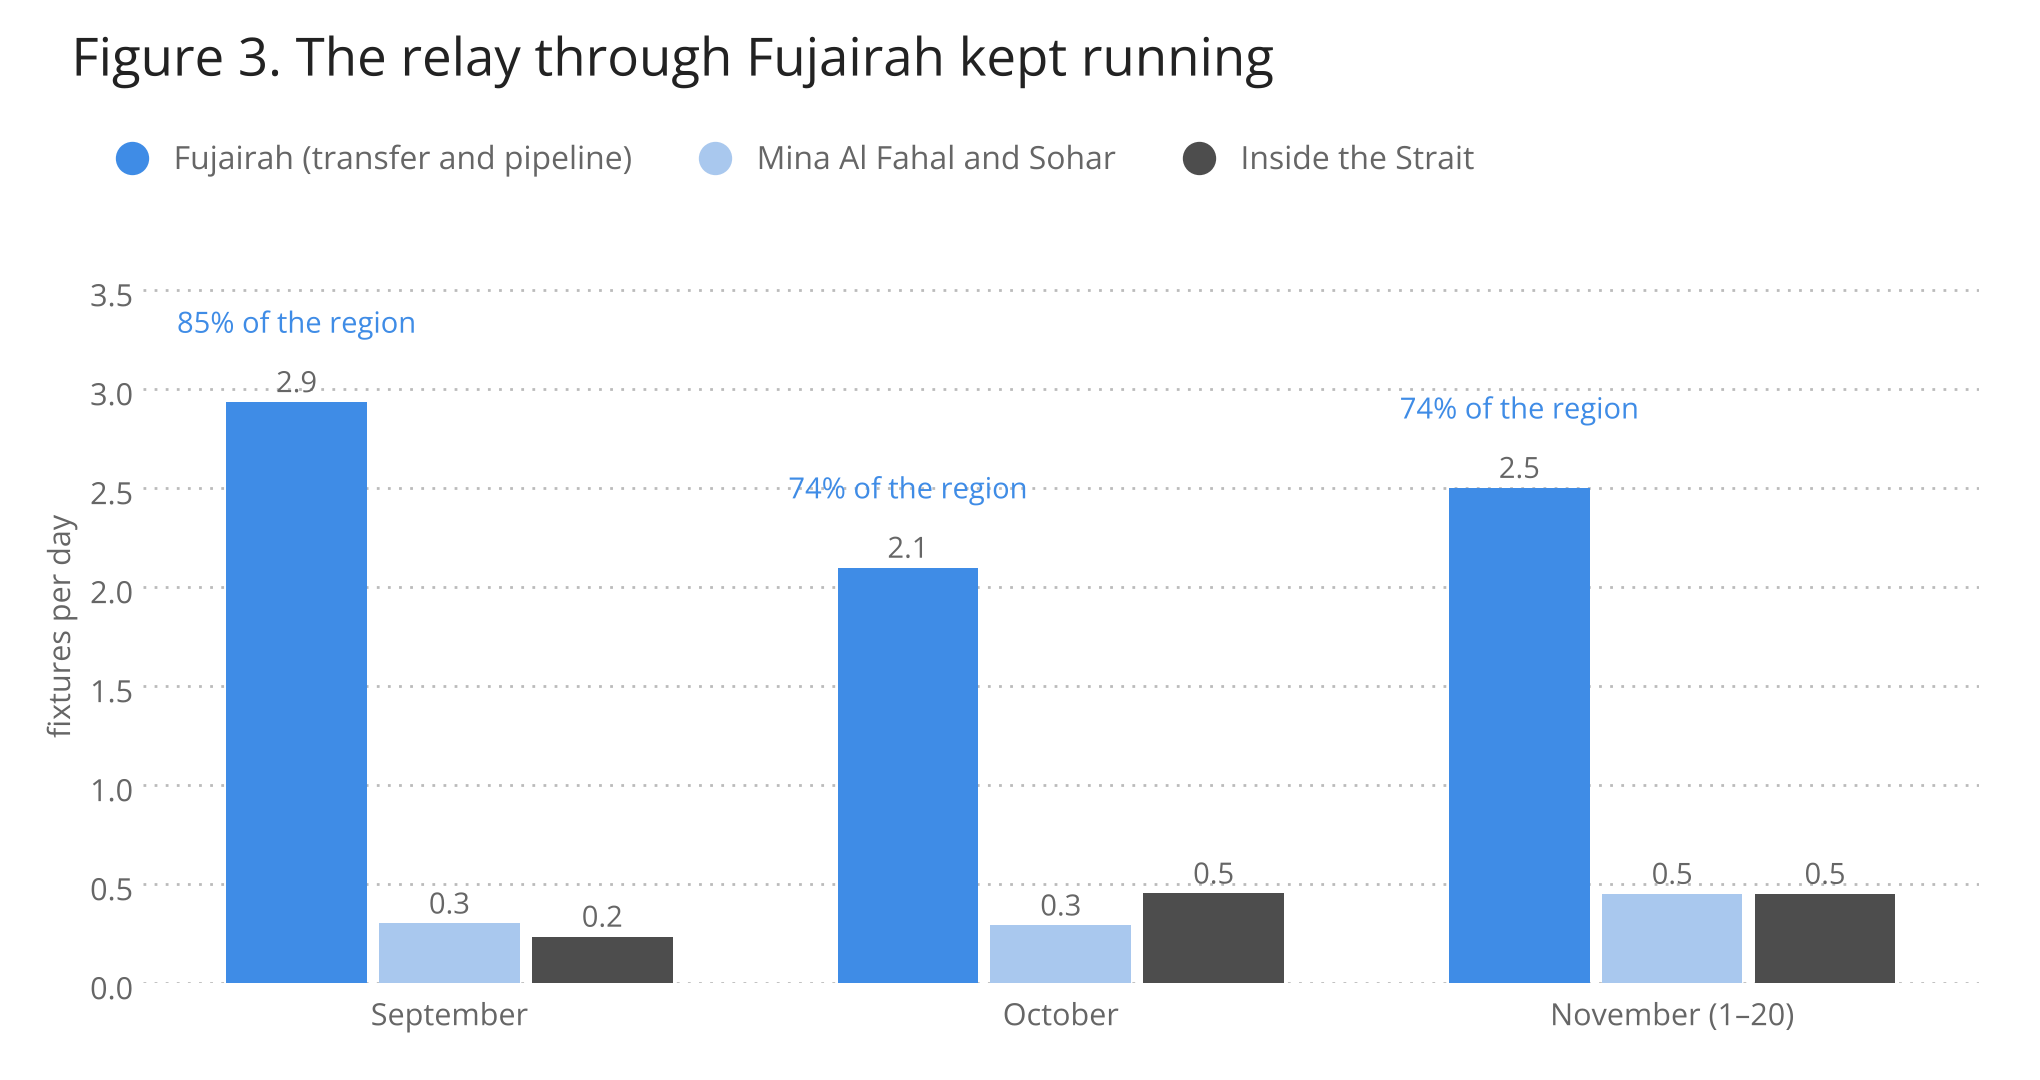 Figure 3. The relay through Fujairah kept running
Fujairah (transfer and pipeline) Mina Al Fahal and Sohar Inside the Strait
fixtures per day
3.5
3.0
2.5
2.0
1.5
1.0
0.5
0.0
85% of the region
2.9
0.3
0.2
74% of the region
2.1
0.3
0.5
74% of the region
2.5
0.5
0.5
September October November (1–20)